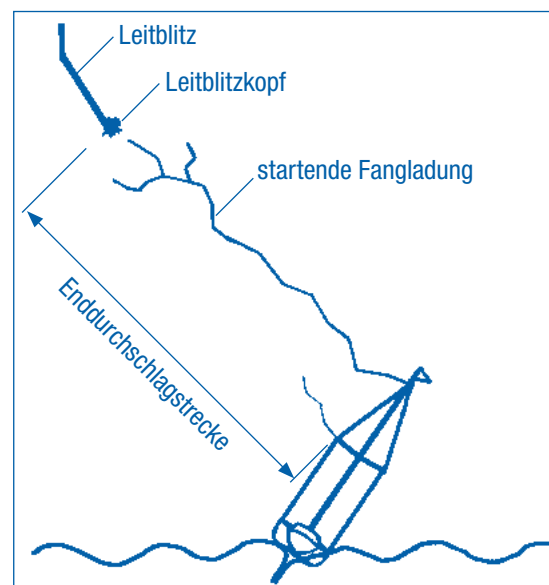 Leitblitz
Leitblitzkopf
startende Fangladung
Enddurchschlagstrecke